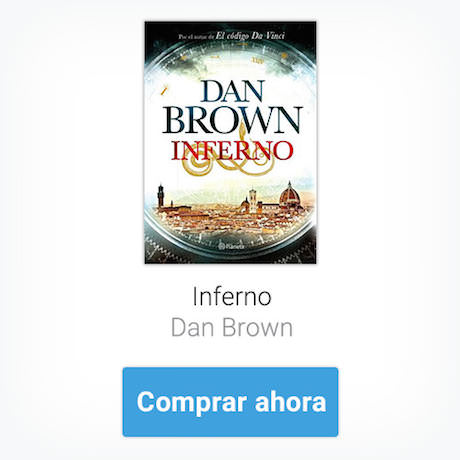 Por el autor de El código Da Vinci
DAN
BROWN
INFERNO
Planeta
Inferno
Dan Brown
Comprar ahora